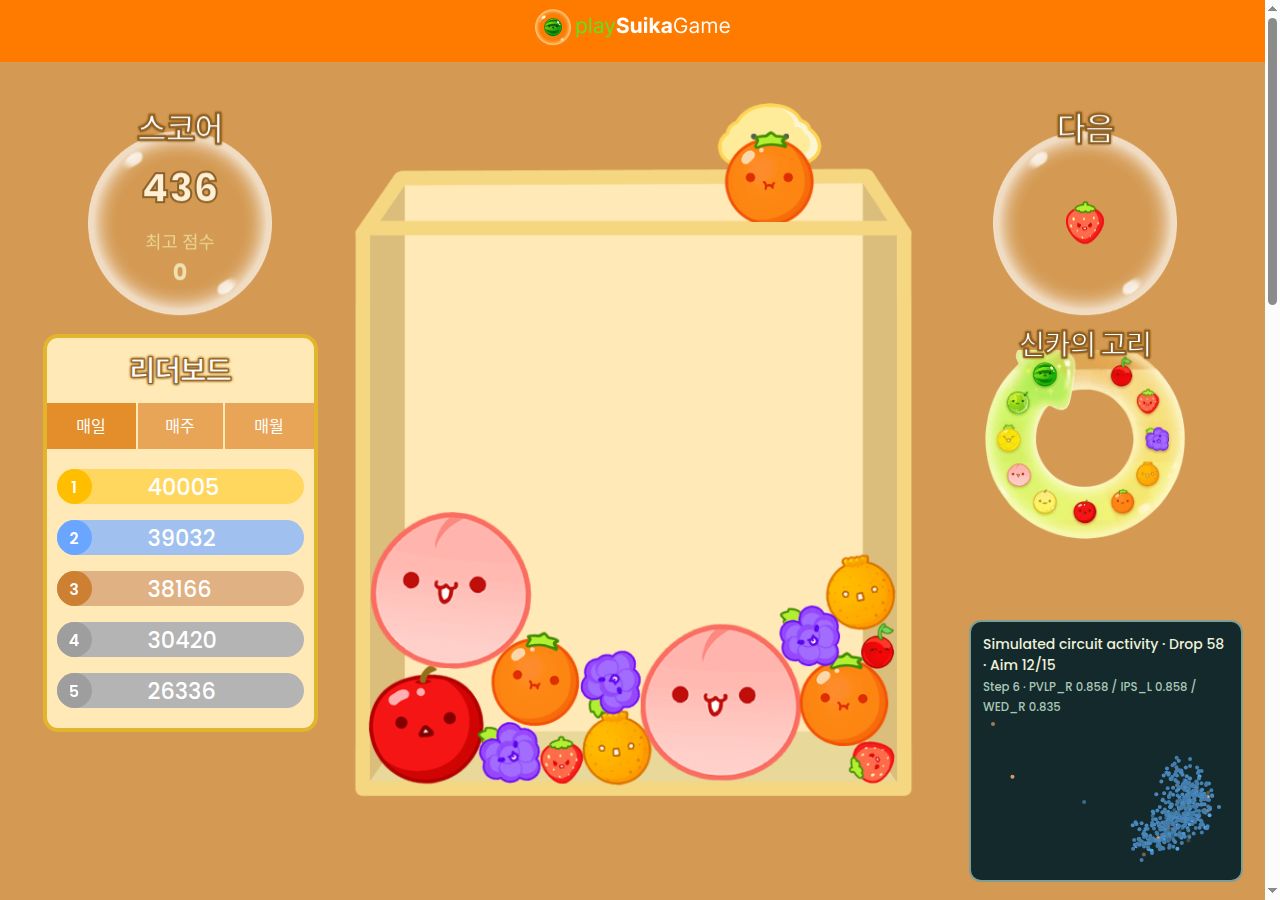 playSuikaGame
스코어
436
최고 점수
0
다음
신카의 고리
리더보드
매일 매주 매월
1 40005
2 39032
3 38166
4 30420
5 26336
Simulated circuit activity · Drop 58
· Aim 12/15
Step 6 · PVLP_R 0.858 / IPS_L 0.858 /
WED_R 0.835